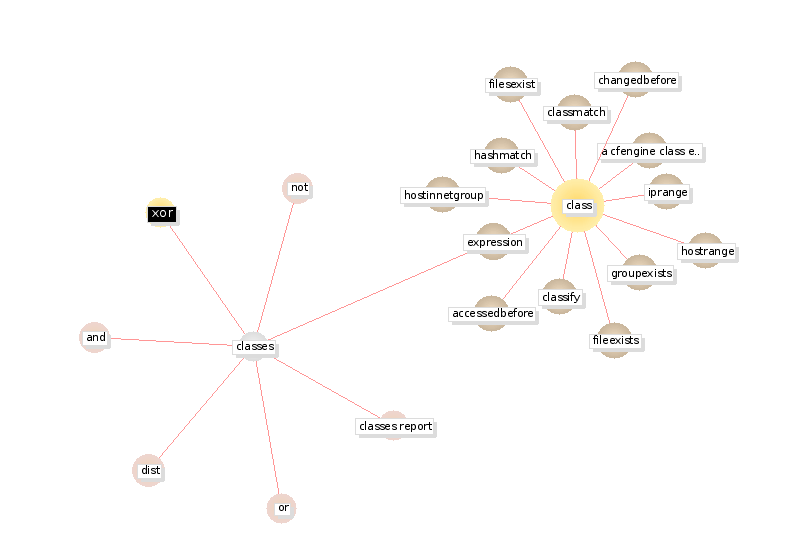 changedbefore
filesexist
classmatch
a cfengine class e..
hashmatch
iprange
not
hostinnetgroup
class
xor
expression
hostrange
groupexists
classify
accessedbefore
and
fileexists
classes
classes report
dist
or